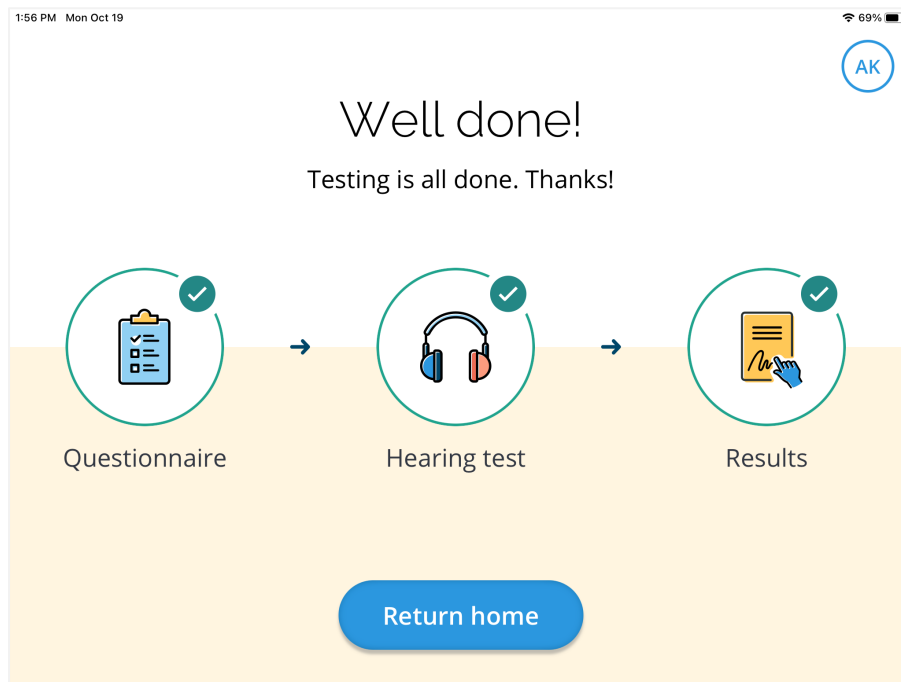 1:56 PM Mon Oct 19
69%
AK
Well done!
Testing is all done. Thanks!
Questionnaire
Hearing test
Results
Return home